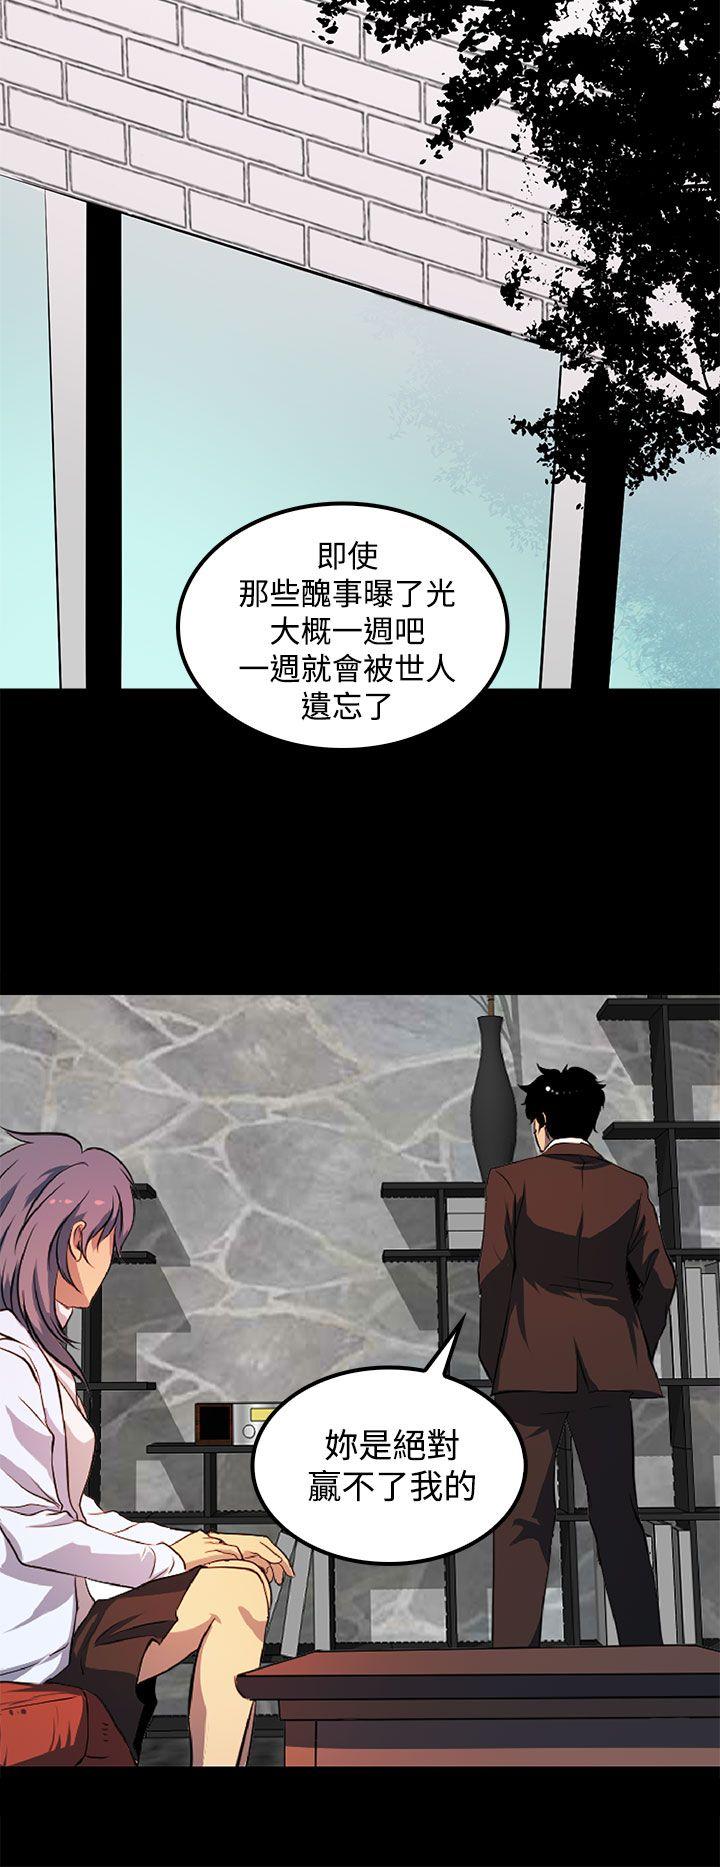 即使
那些醜事曝了光
大概一週吧
一週就會被世人
遺忘了
妳是絕對
贏不了我的